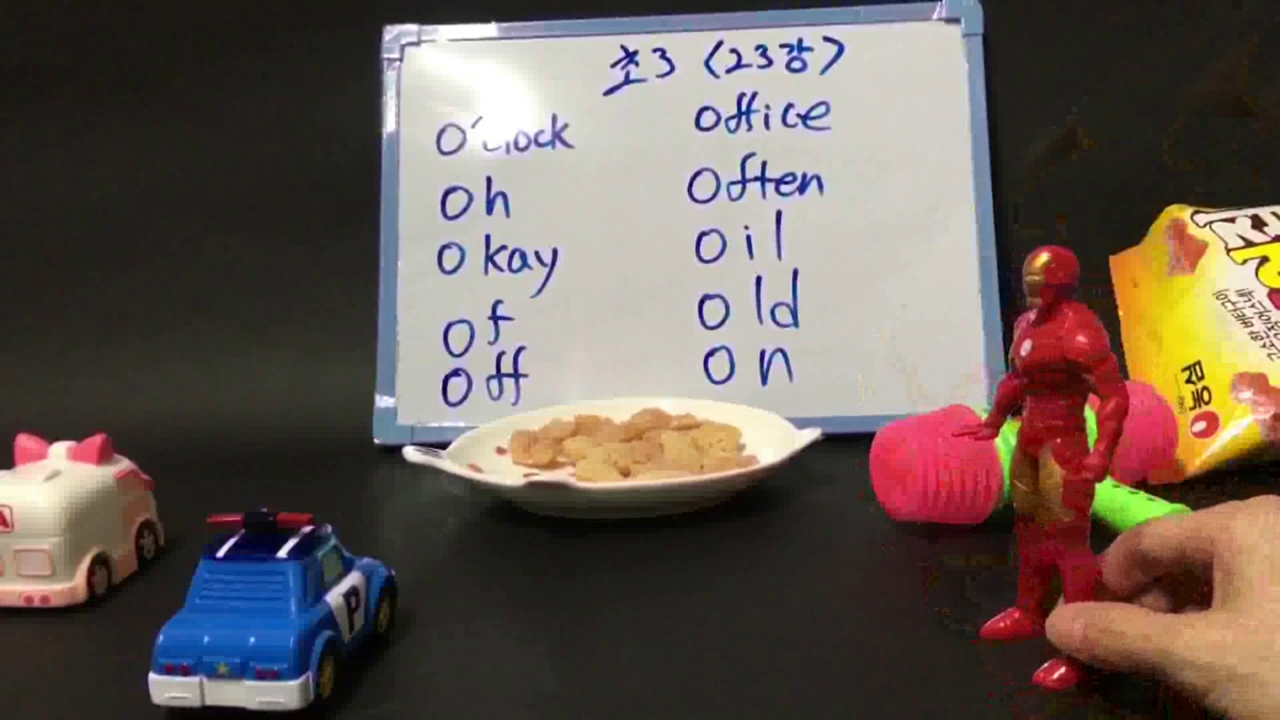 초3 <23강>
O'clock
Oh
Okay
Of
Off
Office
Often
Oil
Old
On
P